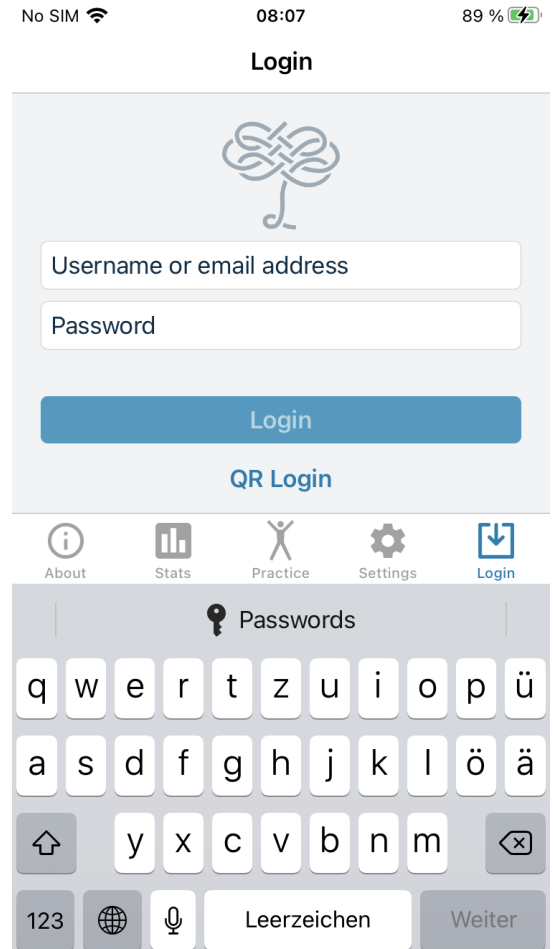 No SIM 08:07 89 %
Login
Username or email address
Password
Login
QR Login
About Stats Practice Settings Login
Passwords
q w e r t z u i o p ü
a s d f g h j k l ö ä
y x c v b n m
123 Leerzeichen Weiter